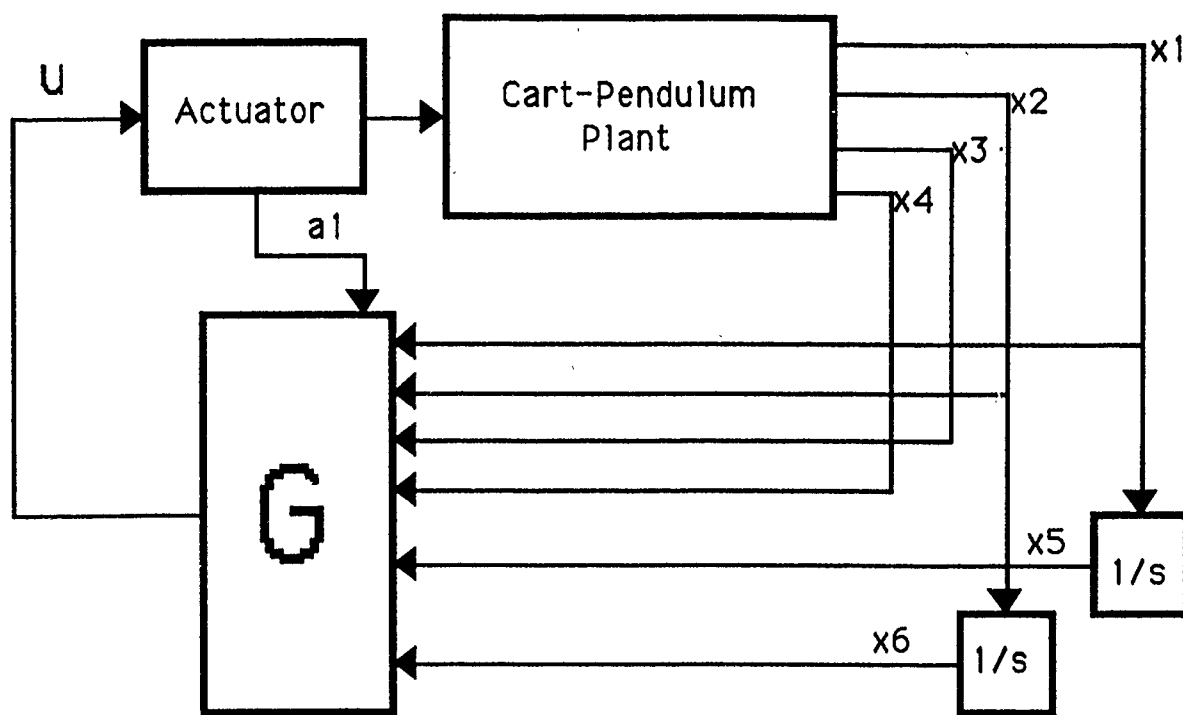 U
Actuator
Cart-Pendulum
Plant
x1
x2
x3
x4
a1
G
x5
1/s
x6
1/s